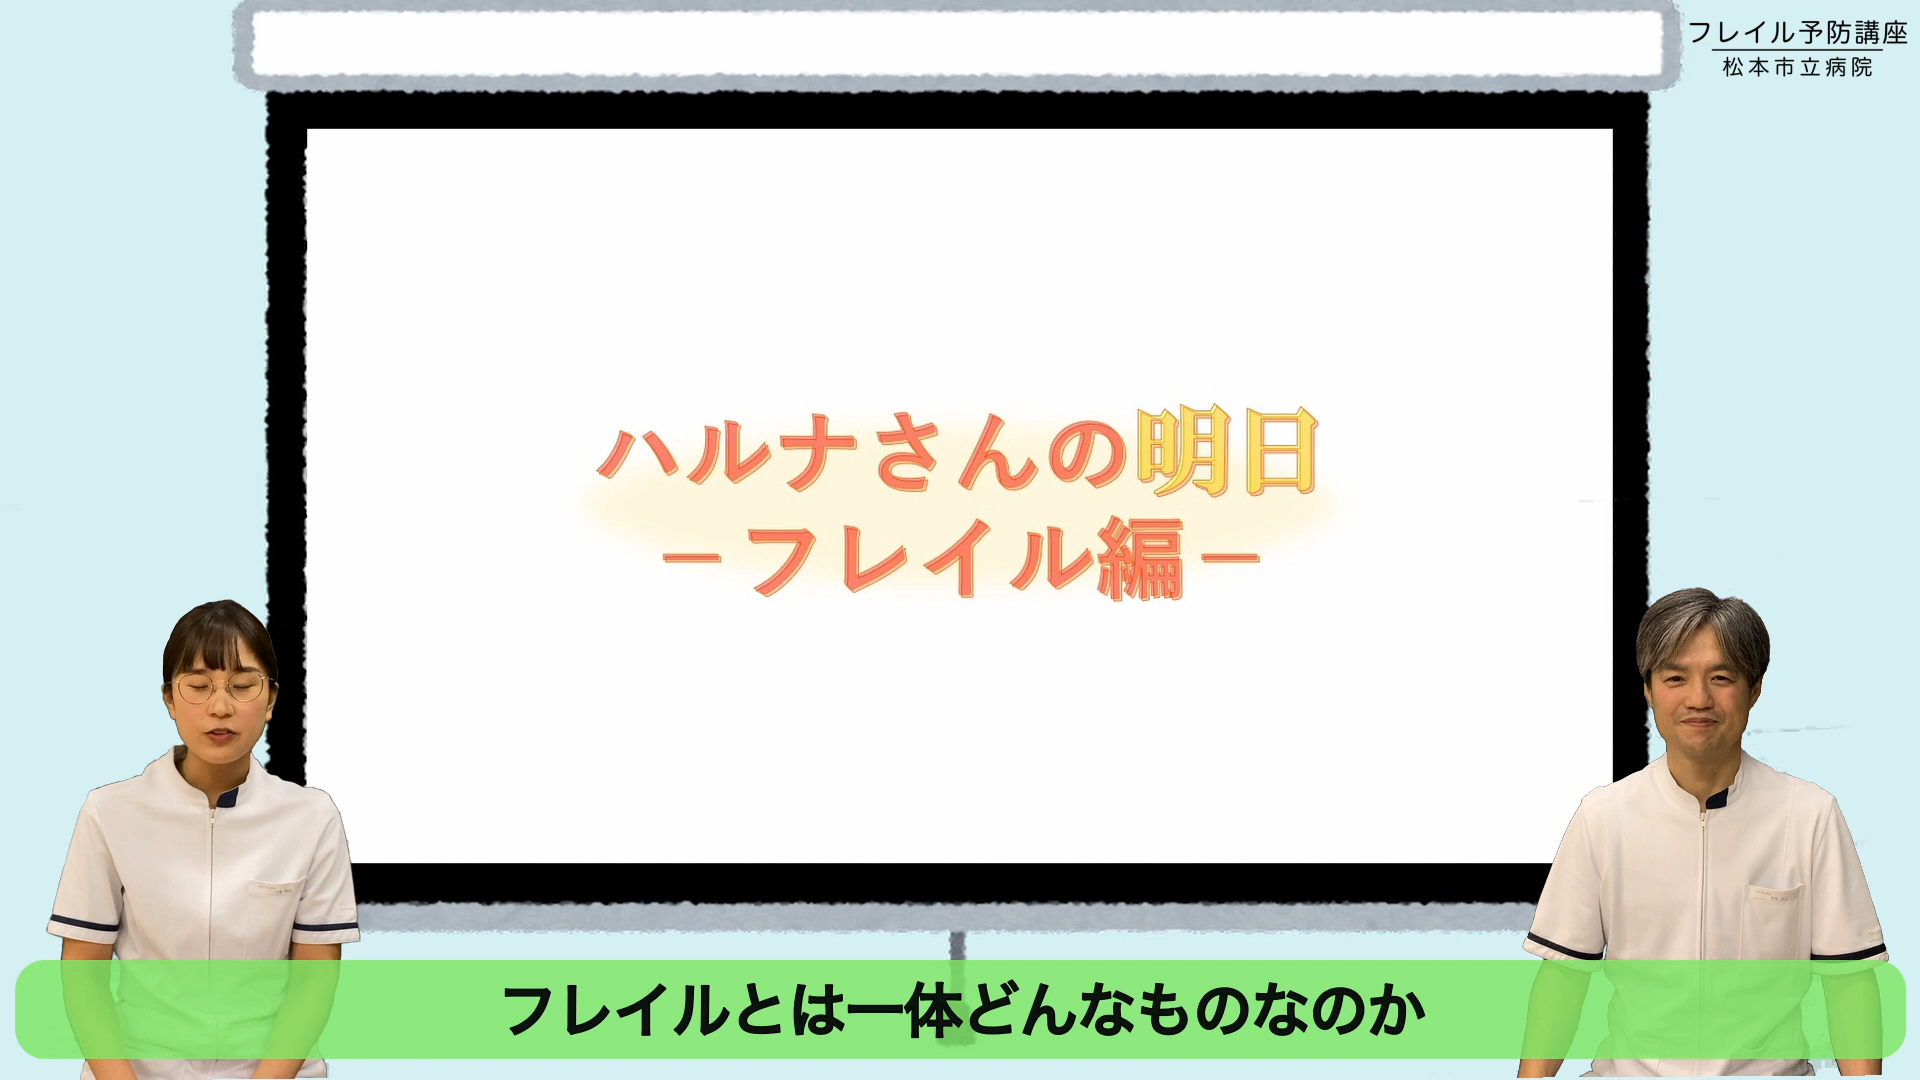 フレイル予防講座
松本市立病院
ハルナさんの明日
－フレイル編－
フレイルとは一体どんなものなのか